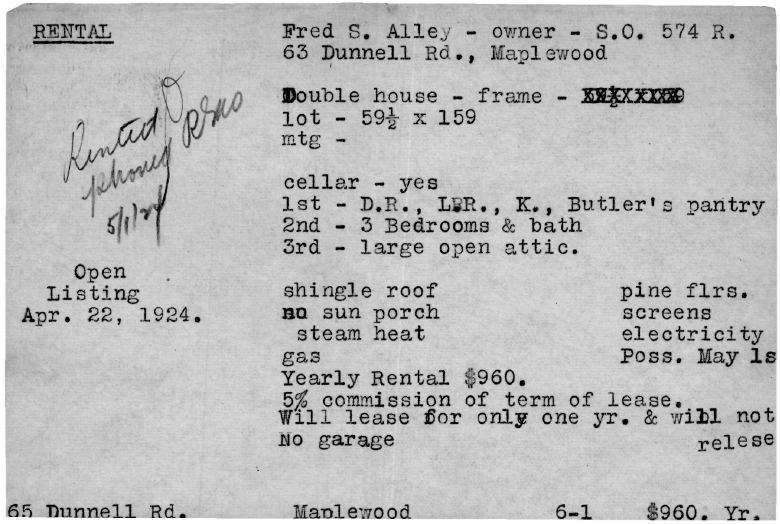 RENTAL
Fred S. Alley - owner - S.O. 574 R.
63 Dunnell Rd., Maplewood
Double house - frame -
lot - 59½ x 159
mtg -
Rented
phoned
5/1/24
cellar - yes
1st - D.R., L.R., K., Butler's pantry
2nd - 3 Bedrooms & bath
3rd - large open attic.
Open
Listing
Apr. 22, 1924.
shingle roof pine flrs.
no sun porch screens
steam heat electricity
gas Poss. May 1s
Yearly Rental $960.
5% commission of term of lease.
Will lease for only one yr. & will not
No garage relese
65 Dunnell Rd. Maplewood 6-1 $960. Yr.